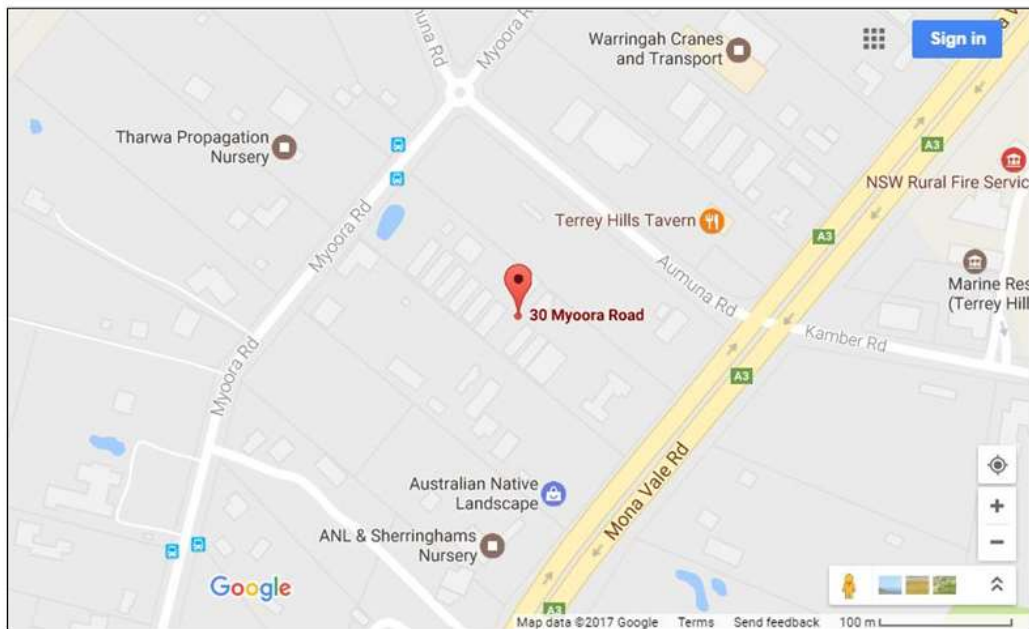 Myoora R
muna Rd
Warringah Cranes
and Transport
Sign in
Mona V
A3
Tharwa Propagation
Nursery
NSW Rural Fire Servic
Myoora Rd
Terrey Hills Tavern
A3
Aumuna Rd
Marine Res
(Terrey Hill
30 Myoora Road
Kamber Rd
Myoora Rd
A3
Mona Vale Rd
Australian Native
Landscape
ANL & Sherringhams
Nursery
Google
A3
Map data ©2017 Google Terms Send feedback 100 m